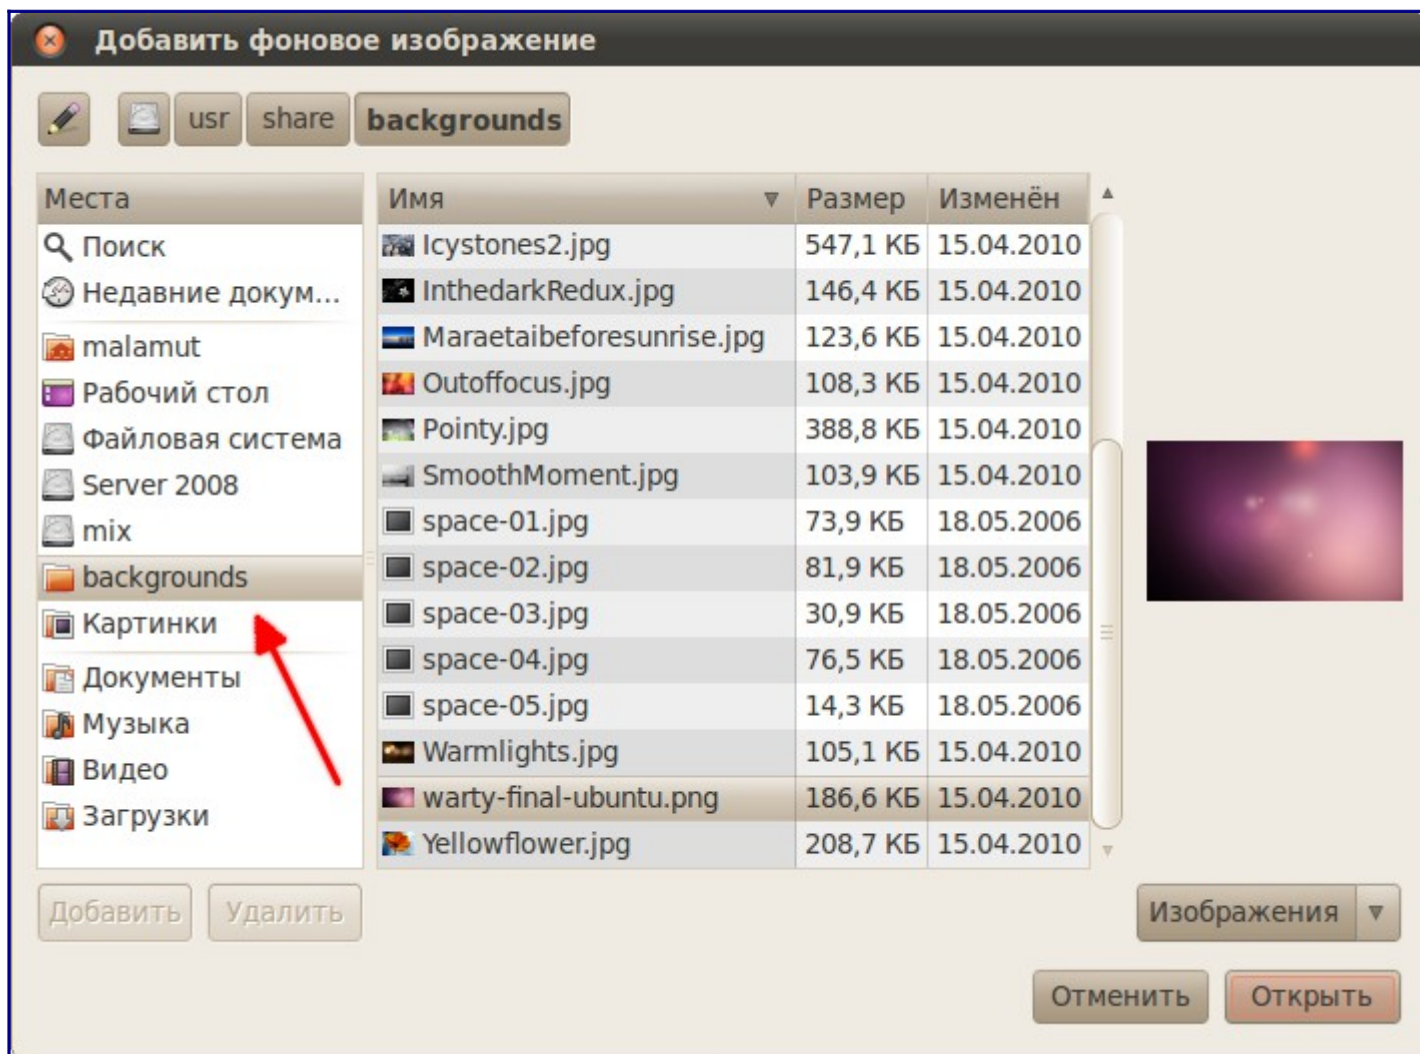 Добавить фоновое изображение
usr share backgrounds
Места
Поиск
Недавние докум...
malamut
Рабочий стол
Файловая система
Server 2008
mix
backgrounds
Картинки
Документы
Музыка
Видео
Загрузки
Имя Размер Изменён
Icystones2.jpg 547,1 КБ 15.04.2010
InthedarkRedux.jpg 146,4 КБ 15.04.2010
Maraetaibeforesunrise.jpg 123,6 КБ 15.04.2010
Outoffocus.jpg 108,3 КБ 15.04.2010
Pointy.jpg 388,8 КБ 15.04.2010
SmoothMoment.jpg 103,9 КБ 15.04.2010
space-01.jpg 73,9 КБ 18.05.2006
space-02.jpg 81,9 КБ 18.05.2006
space-03.jpg 30,9 КБ 18.05.2006
space-04.jpg 76,5 КБ 18.05.2006
space-05.jpg 14,3 КБ 18.05.2006
Warmlights.jpg 105,1 КБ 15.04.2010
warty-final-ubuntu.png 186,6 КБ 15.04.2010
Yellowflower.jpg 208,7 КБ 15.04.2010
Добавить Удалить
Изображения
Отменить Открыть